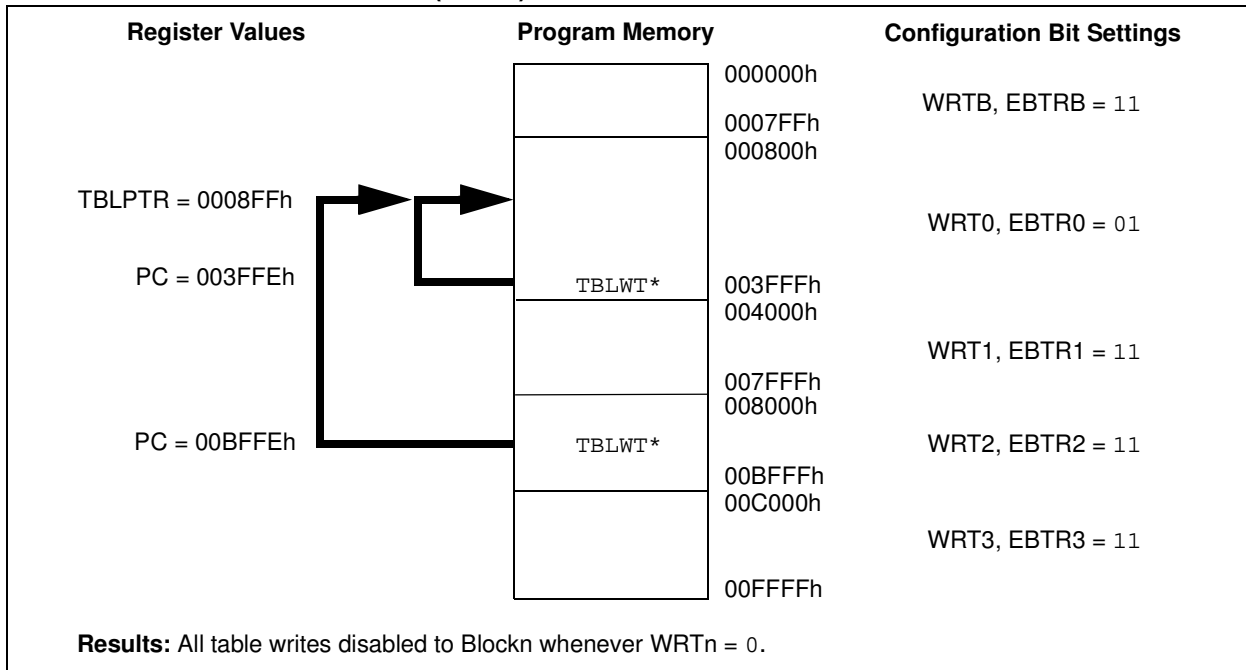 Register Values Program Memory Configuration Bit Settings
000000h
WRTB, EBTRB = 11
0007FFh
000800h
TBLPTR = 0008FFh
WRT0, EBTR0 = 01
PC = 003FFEh TBLWT* 003FFFh
004000h
WRT1, EBTR1 = 11
007FFFh
008000h
PC = 00BFFEh TBLWT* WRT2, EBTR2 = 11
00BFFFh
00C000h
WRT3, EBTR3 = 11
00FFFFh
Results: All table writes disabled to Blockn whenever WRTn = 0.